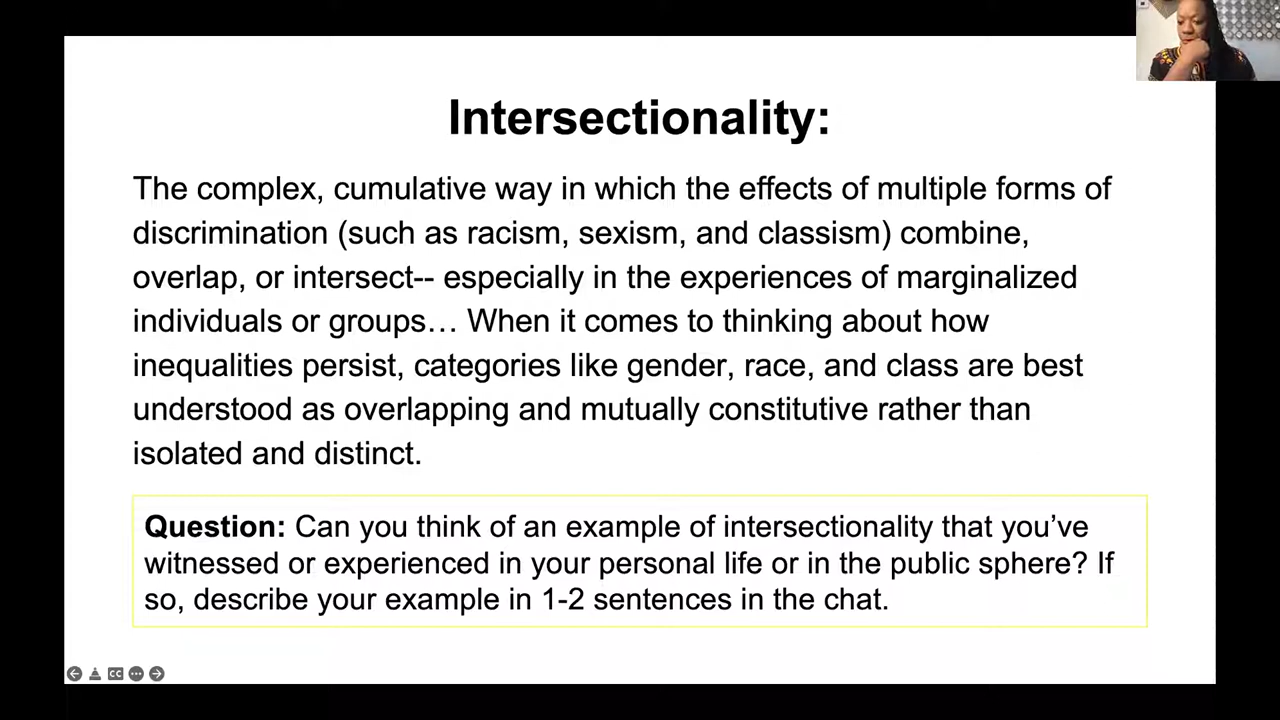 Intersectionality:
The complex, cumulative way in which the effects of multiple forms of
discrimination (such as racism, sexism, and classism) combine,
overlap, or intersect-- especially in the experiences of marginalized
individuals or groups… When it comes to thinking about how
inequalities persist, categories like gender, race, and class are best
understood as overlapping and mutually constitutive rather than
isolated and distinct.
Question: Can you think of an example of intersectionality that you’ve
witnessed or experienced in your personal life or in the public sphere? If
so, describe your example in 1-2 sentences in the chat.
CC